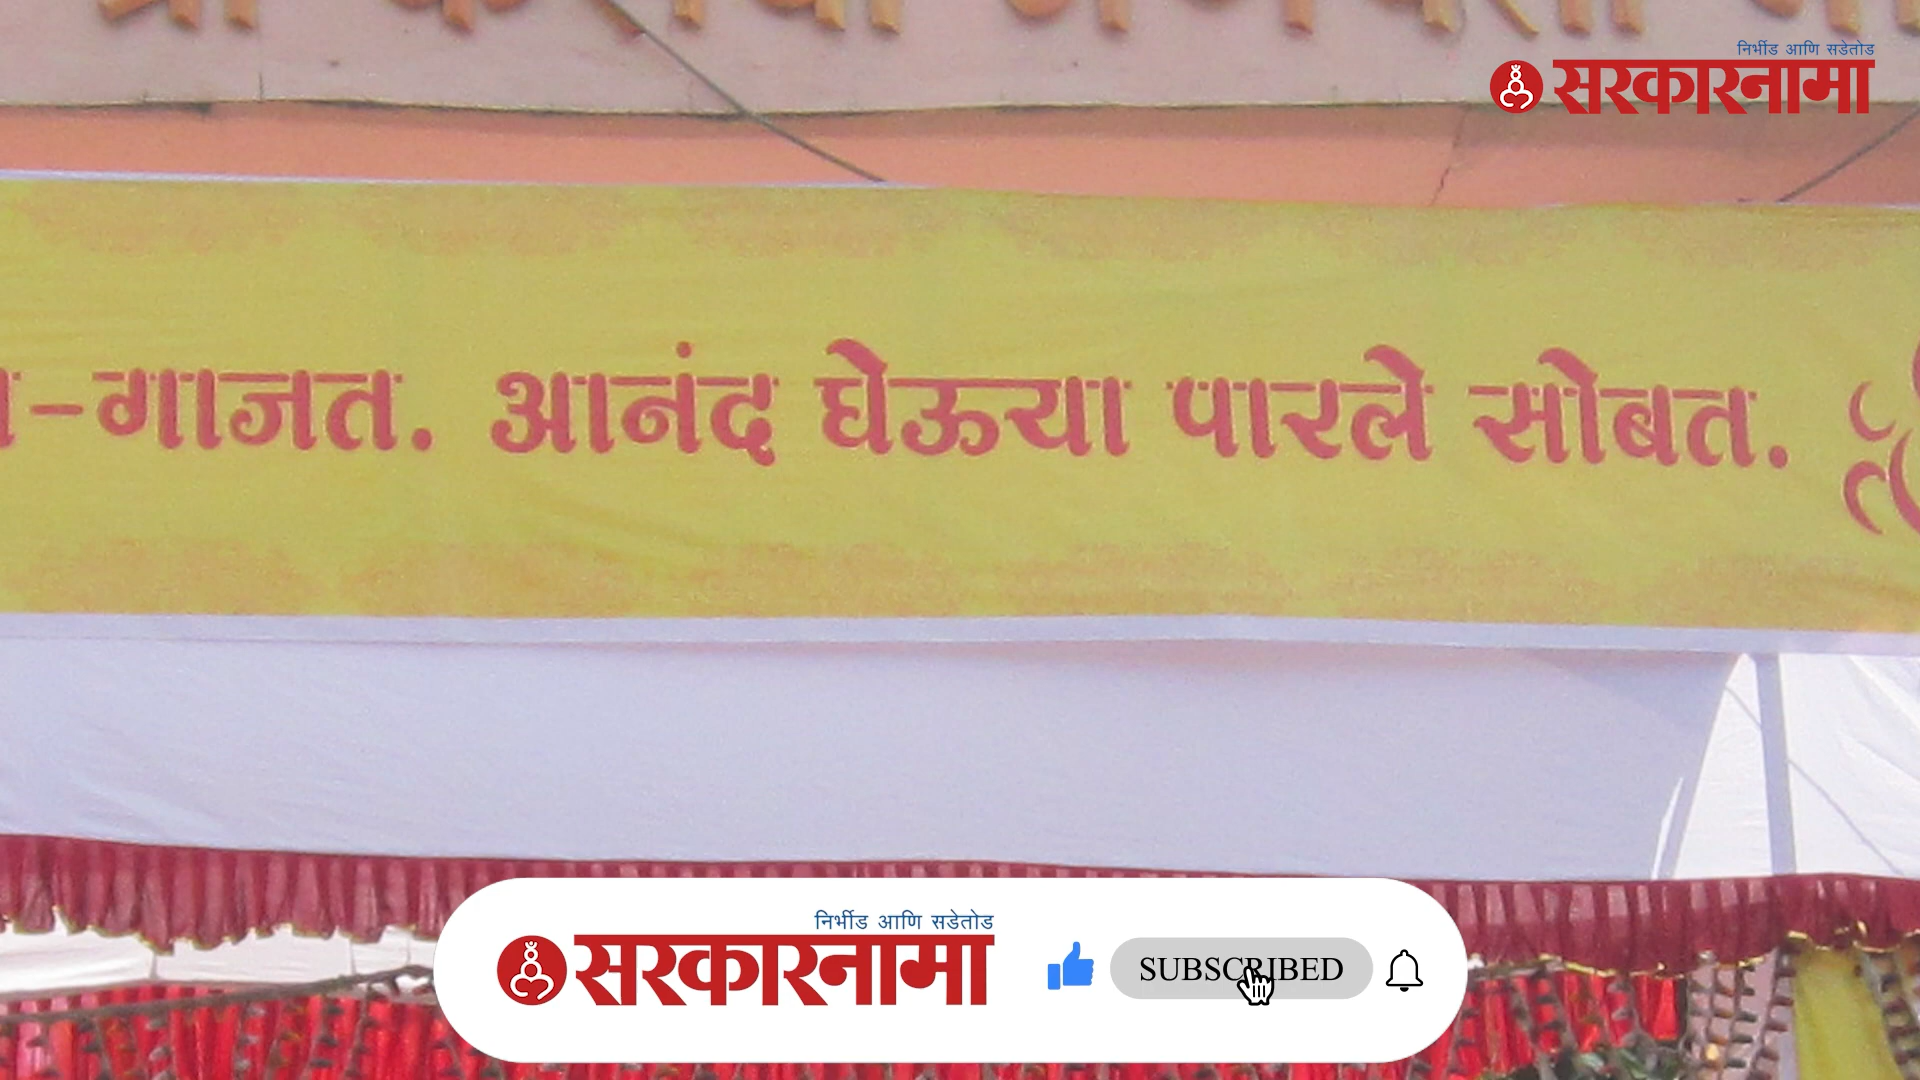 निर्भीड आणि सडेतोड
सरकारनामा
-गाजत. आनंद घेऊया पारले सोबत.
निर्भीड आणि सडेतोड
सरकारनामा
SUBSCRIBED